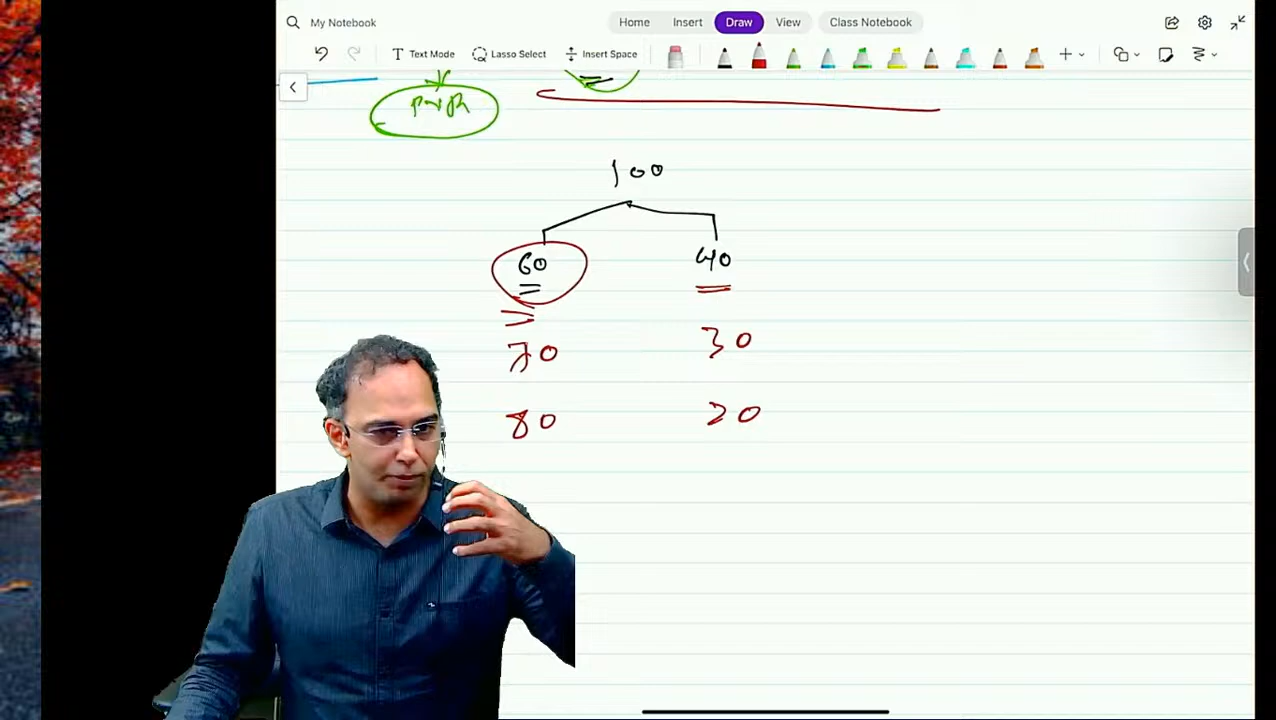 My Notebook
Home Insert Draw View Class Notebook
Text Mode Lasso Select Insert Space
100
60 40
70 30
80 20